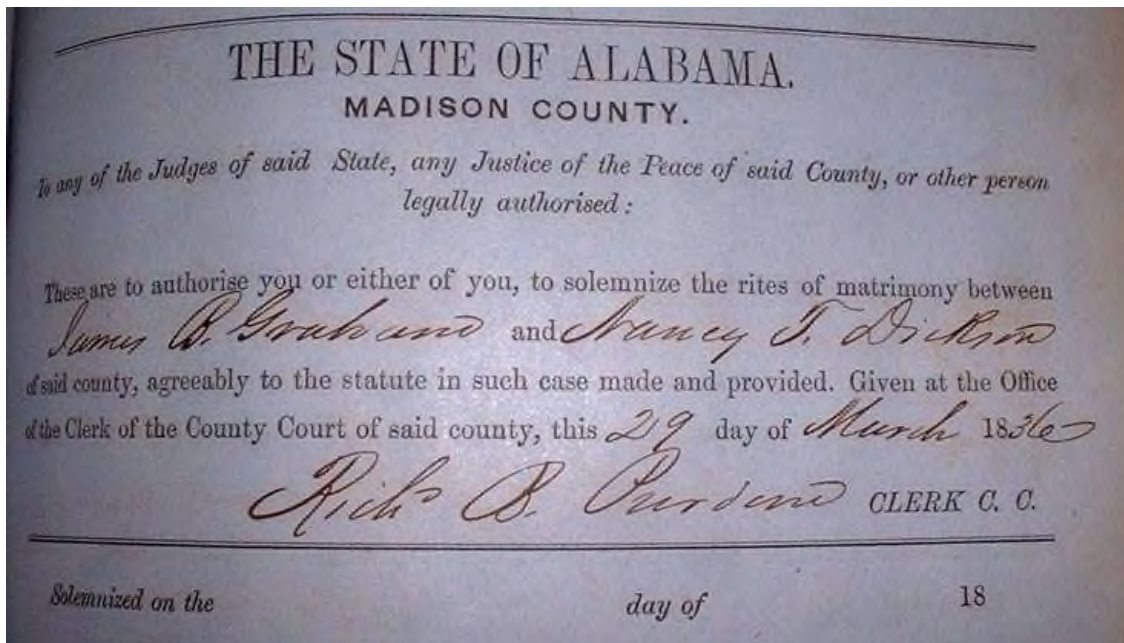 THE STATE OF ALABAMA.
MADISON COUNTY.
To any of the Judges of said State, any Justice of the Peace of said County, or other person
legally authorised :
These are to authorise you or either of you, to solemnize the rites of matrimony between
James B. Graham and Nancy T. Dickson
of said county, agreeably to the statute in such case made and provided. Given at the Office
of the Clerk of the County Court of said county, this 29 day of March 1836
Richd B. Purdom CLERK C. C.
Solemnized on the day of 18